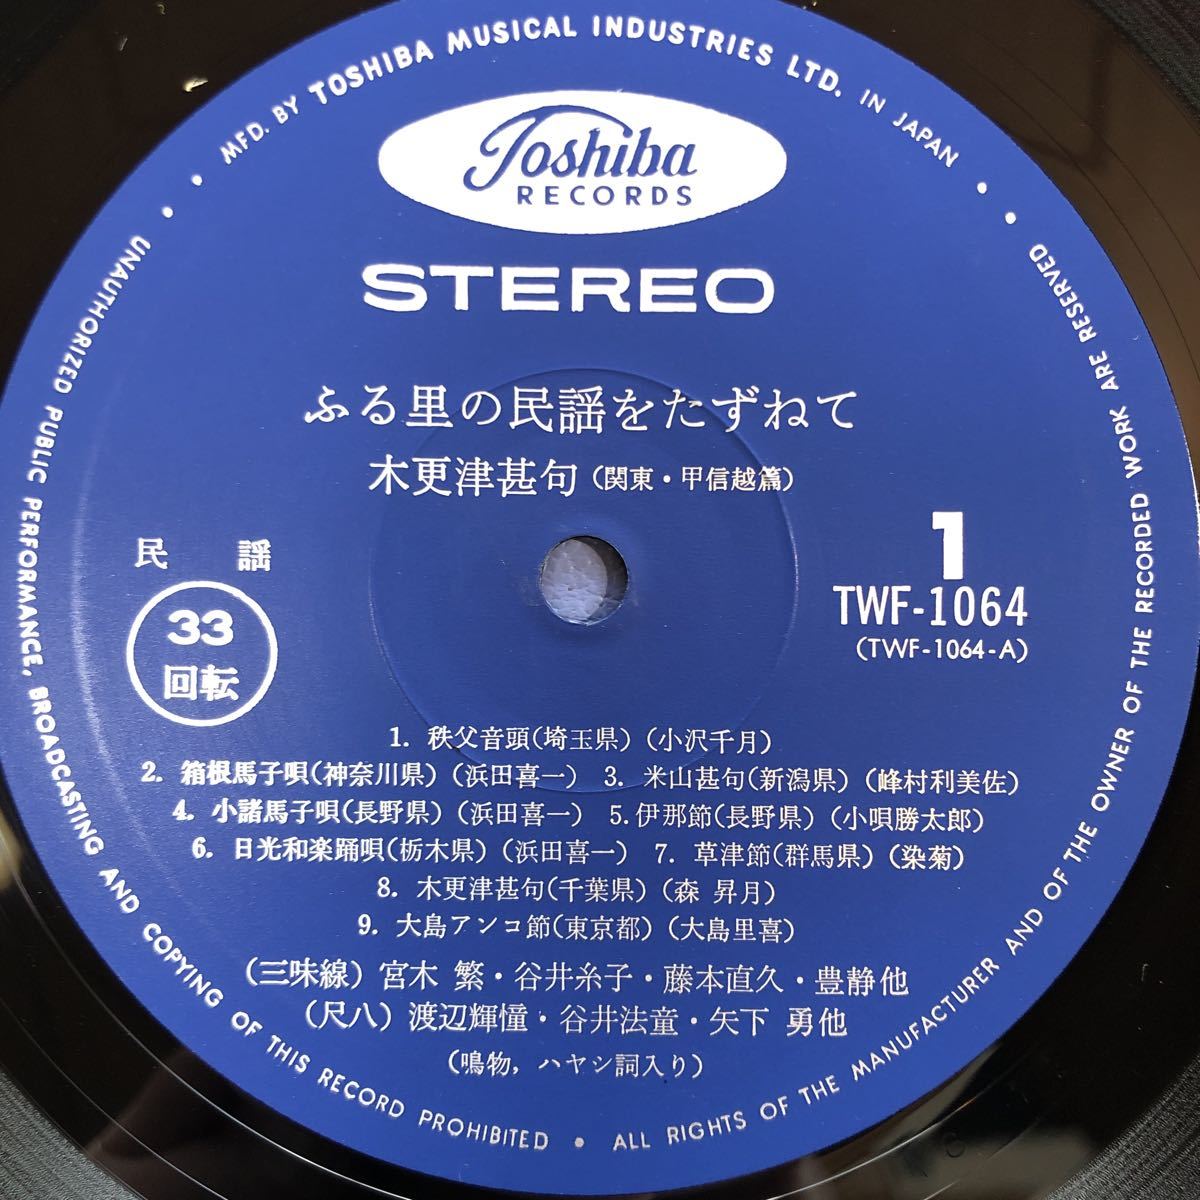 MFD. BY TOSHIBA MUSICAL INDUSTRIES LTD. IN JAPAN
Toshiba
RECORDS
STEREO
ふる里の民謡をたずねて
木更津甚句(関東・甲信越篇)
民 謡
33
回転
1
TWF-1064
(TWF-1064-A)
1. 秩父音頭(埼玉県)(小沢千月)
2. 箱根馬子唄(神奈川県)(浜田喜一) 3. 米山甚句(新潟県)(峰村利美佐)
4. 小諸馬子唄(長野県)(浜田喜一) 5.伊那節(長野県)(小唄勝太郎)
6. 日光和楽踊唄(栃木県)(浜田喜一) 7. 草津節(群馬県)(染菊)
8. 木更津甚句(千葉県)(森 昇月)
9. 大島アンコ節(東京都)(大島里喜)
(三味線)宮木 繁・谷井糸子・藤本直久・豊静他
(尺八)渡辺輝憧・谷井法童・矢下 勇他
(鳴物,ハヤシ詞入り)
UNAUTHORIZED PUBLIC PERFORMANCE, BROADCASTING AND COPYING OF THIS RECORD PROHIBITED • ALL RIGHTS OF THE MANUFACTURER AND OF THE OWNER OF THE RECORDED WORK ARE RESERVED